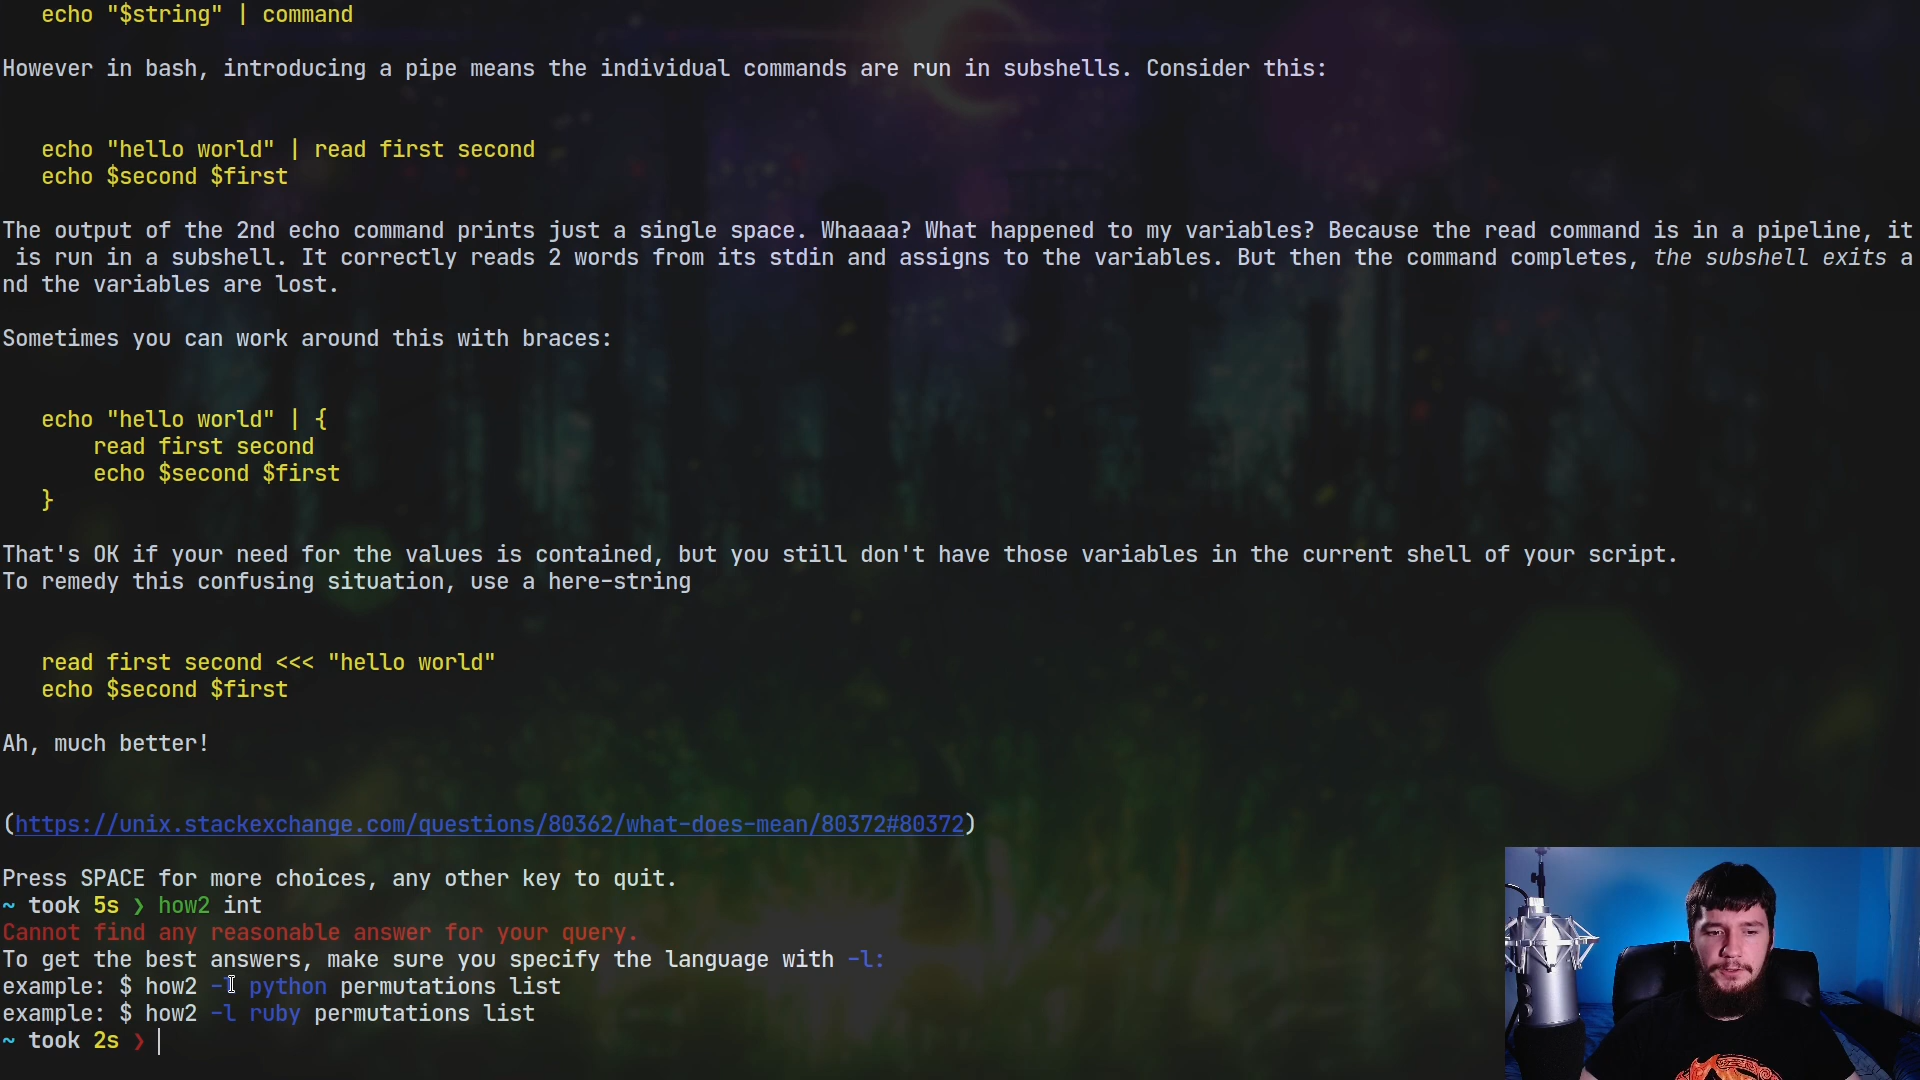 echo "$string" | command
However in bash, introducing a pipe means the individual commands are run in subshells. Consider this:
echo "hello world" | read first second
echo $second $first
The output of the 2nd echo command prints just a single space. Whaaaa? What happened to my variables? Because the read command is in a pipeline, it
is run in a subshell. It correctly reads 2 words from its stdin and assigns to the variables. But then the command completes, the subshell exits a
nd the variables are lost.
Sometimes you can work around this with braces:
echo "hello world" | {
read first second
echo $second $first
}
That's OK if your need for the values is contained, but you still don't have those variables in the current shell of your script.
To remedy this confusing situation, use a here-string
read first second <<< "hello world"
echo $second $first
Ah, much better!
(https://unix.stackexchange.com/questions/80362/what-does-mean/80372#80372)
Press SPACE for more choices, any other key to quit.
~ took 5s ❯ how2 int
Cannot find any reasonable answer for your query.
To get the best answers, make sure you specify the language with -l:
example: $ how2 -l python permutations list
example: $ how2 -l ruby permutations list
~ took 2s ❯